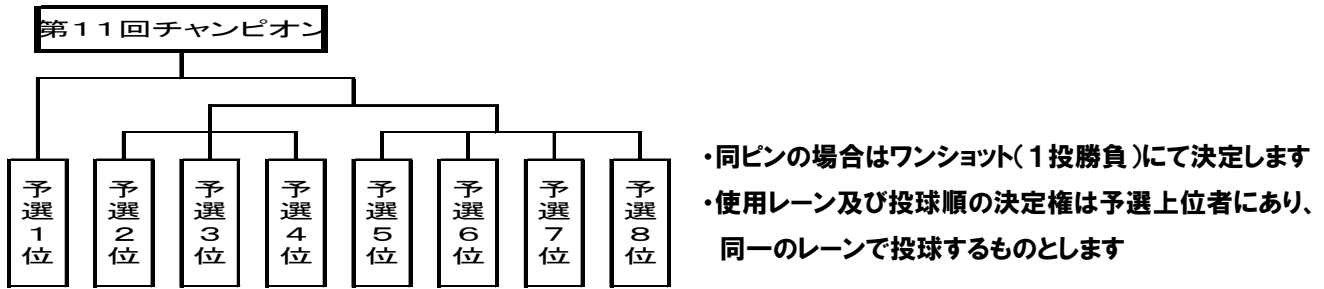 第１１回チャンピオン
予選１位
予選２位
予選３位
予選４位
予選５位
予選６位
予選７位
予選８位
・同ピンの場合はワンショット（１投勝負）にて決定します
・使用レーン及び投球順の決定権は予選上位者にあり、
同一のレーンで投球するものとします